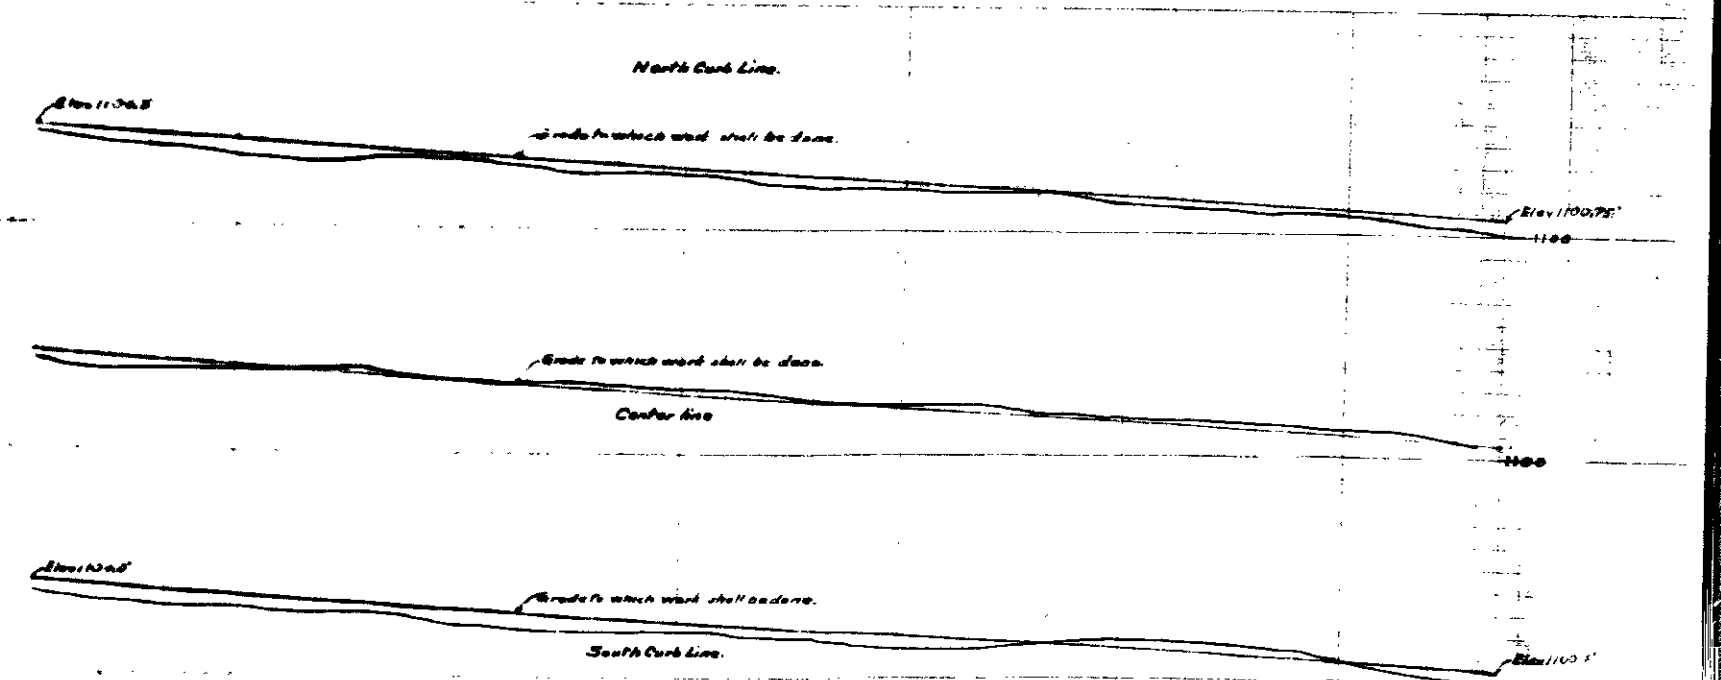 North Curb Line.
Grade to which work shall be done.
Elev 1100.75'
1100
Grade to which work shall be done.
Center line
1100
Grade to which work shall be done.
South Curb Line.